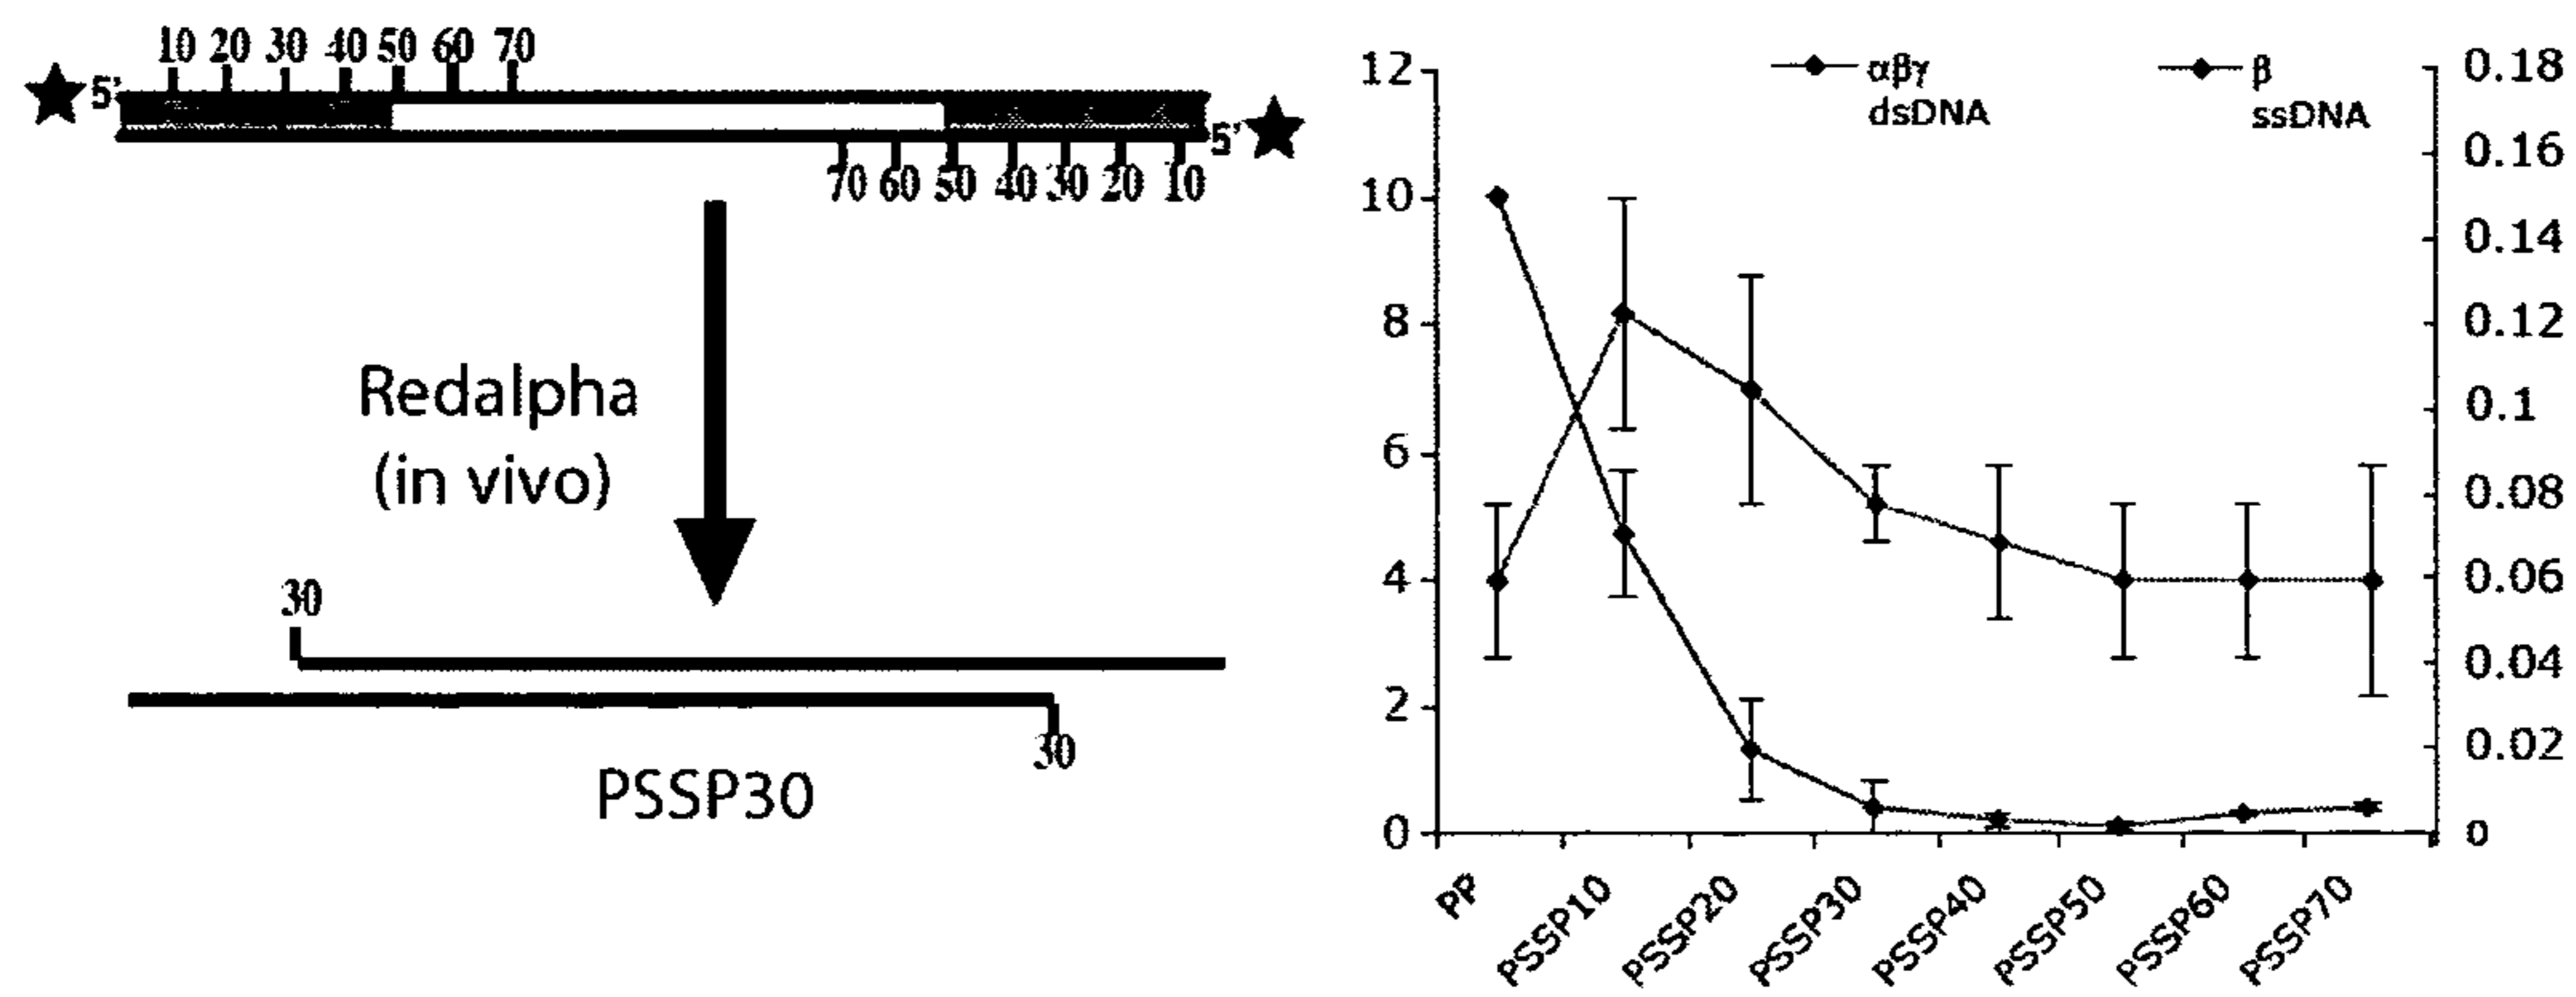 10 20 30 40 50 60 70
5'
5'
70 60 50 40 30 20 10
Redalpha
(in vivo)
30
30
PSSP30
αβγ
dsDNA
β
ssDNA
12
10
8
6
4
2
0
0.18
0.16
0.14
0.12
0.1
0.08
0.06
0.04
0.02
0
PP
PSSP10
PSSP20
PSSP30
PSSP40
PSSP50
PSSP60
PSSP70